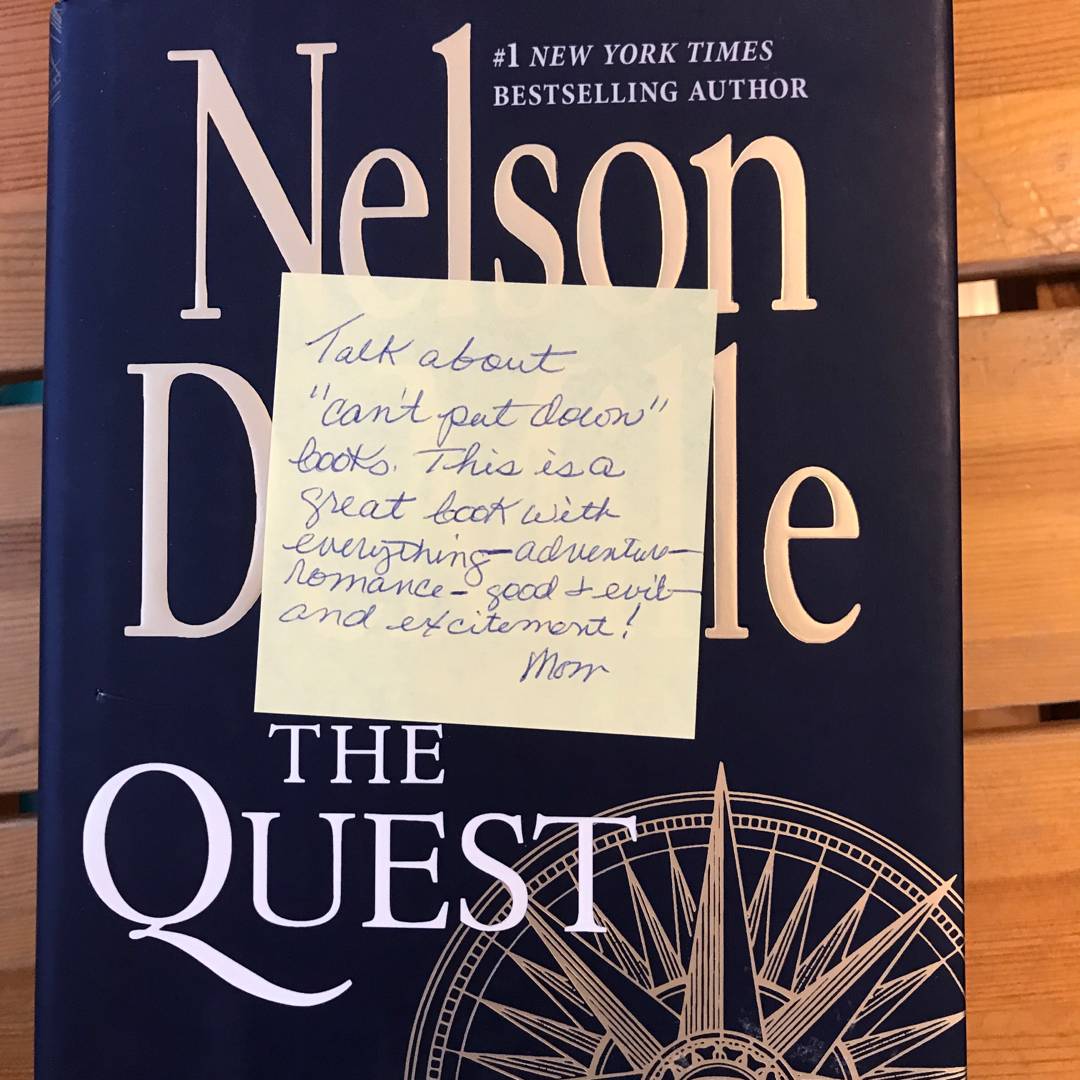 #1 NEW YORK TIMES
BESTSELLING AUTHOR
Nelson
Talk about
"can't put down"
books. This is a
great book with
everything—adventure—
romance— good & evil—
and excitement!
Mom
THE
QUEST